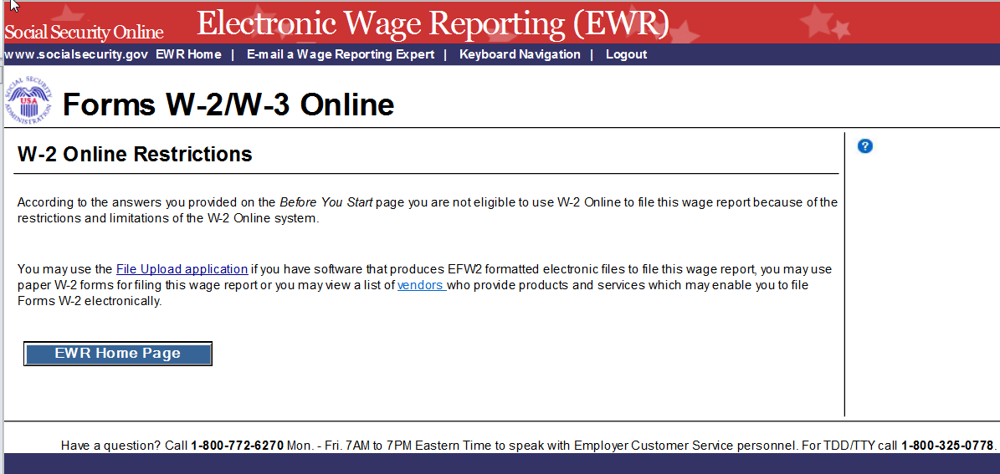 Social Security Online
Electronic Wage Reporting (EWR)
www.socialsecurity.gov EWR Home | E-mail a Wage Reporting Expert | Keyboard Navigation | Logout
SOCIAL SECURITY ADMINISTRATION
USA
Forms W-2/W-3 Online
W-2 Online Restrictions
?
According to the answers you provided on the Before You Start page you are not eligible to use W-2 Online to file this wage report because of the
restrictions and limitations of the W-2 Online system.
You may use the File Upload application if you have software that produces EFW2 formatted electronic files to file this wage report, you may use
paper W-2 forms for filing this wage report or you may view a list of vendors who provide products and services which may enable you to file
Forms W-2 electronically.
EWR Home Page
Have a question? Call 1-800-772-6270 Mon. - Fri. 7AM to 7PM Eastern Time to speak with Employer Customer Service personnel. For TDD/TTY call 1-800-325-0778.